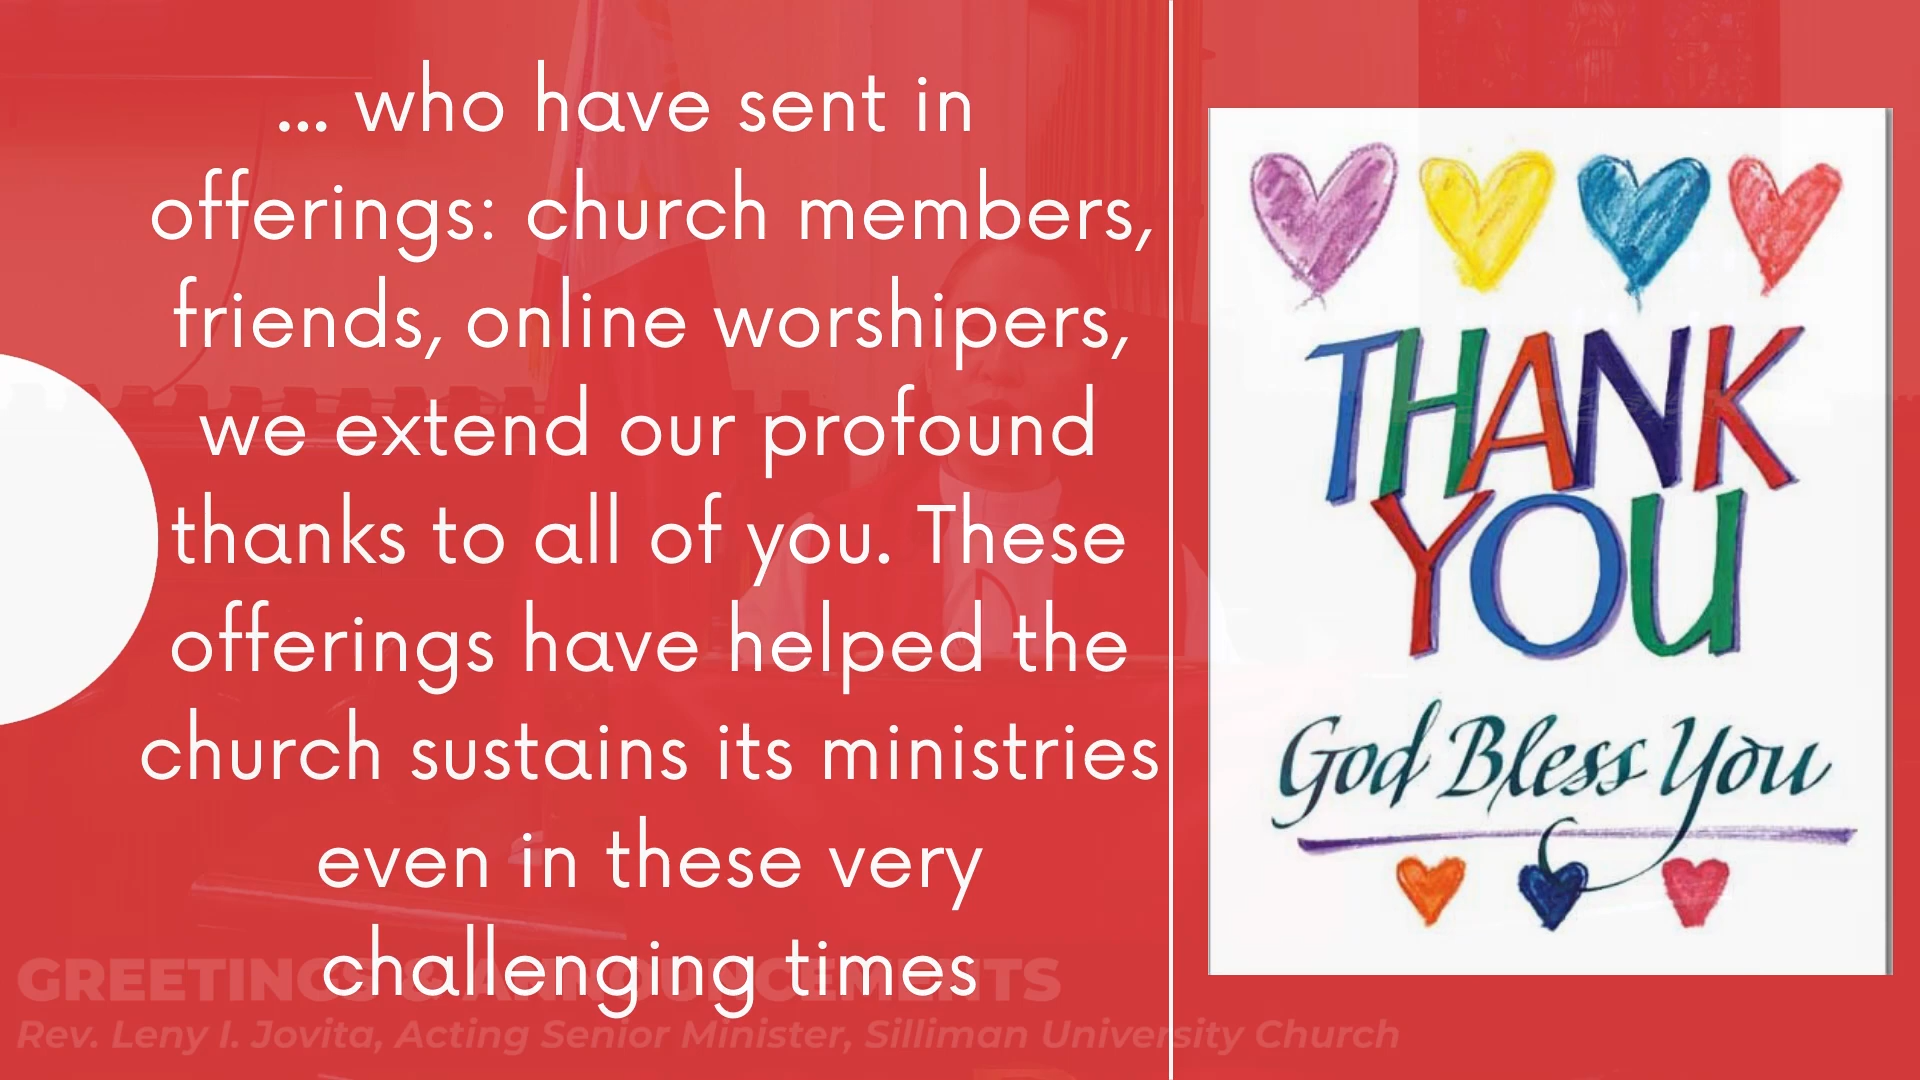 ... who have sent in
offerings: church members,
friends, online worshipers,
we extend our profound
thanks to all of you. These
offerings have helped the
church sustains its ministries
even in these very
challenging times
THANK
YOU
God Bless You
GREETINGS & ANNOUNCEMENTS
Rev. Leny I. Jovita, Acting Senior Minister, Silliman University Church